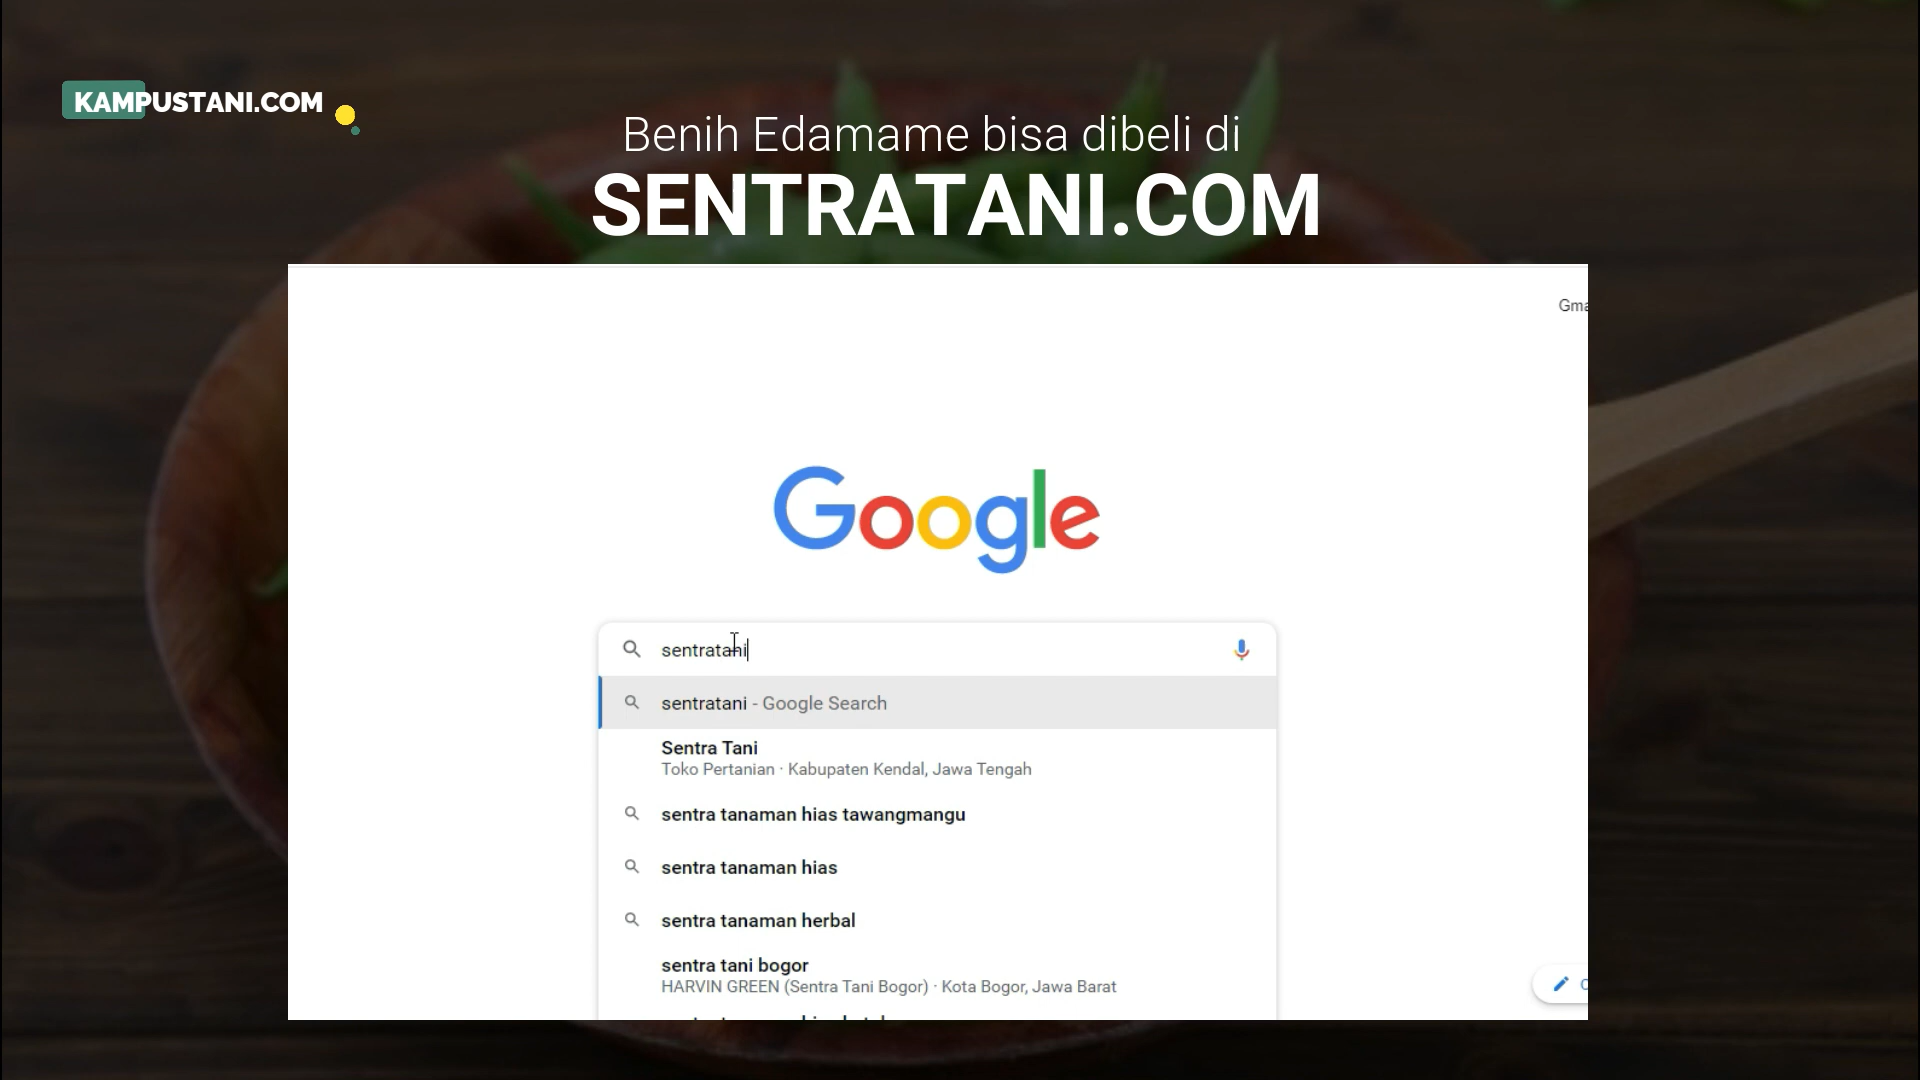 KAMPUSTANI.COM
Benih Edamame bisa dibeli di
SENTRATANI.COM
Google
sentratani
sentratani - Google Search
Sentra Tani
Toko Pertanian · Kabupaten Kendal, Jawa Tengah
sentra tanaman hias tawangmangu
sentra tanaman hias
sentra tanaman herbal
sentra tani bogor
HARVIN GREEN (Sentra Tani Bogor) · Kota Bogor, Jawa Barat